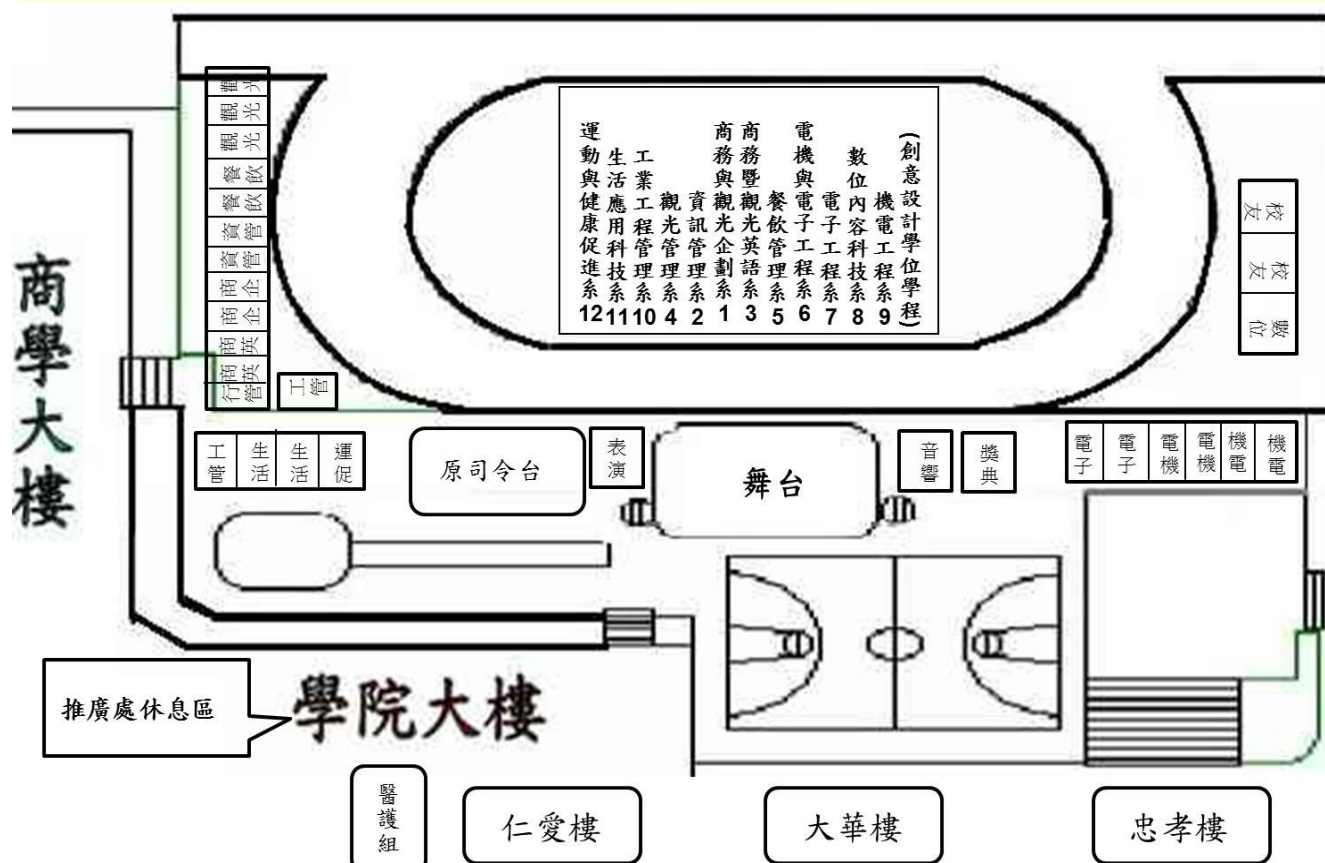 觀光
觀光
觀光
餐飲
餐飲
資管
資管
商企
商企
商英
商英
行管
工管
運動與健康促進系 12
生活應用科技系 11
工業工程管理系 10
觀光管理系 4
資訊管理系 2
商務與觀光企劃系 1
商務暨觀光英語系 3
餐飲管理系 5
電機與電子工程系 6
電子工程系 7
數位內容科技系 8
機電工程系 9
(創意設計學位學程)
校友
校友
數位
商學大樓
工管
生活
生活
運促
原司令台
表演
舞台
音響
獎典
電子
電子
電機
電機
機電
機電
推廣處休息區
學院大樓
醫護組
仁愛樓
大華樓
忠孝樓